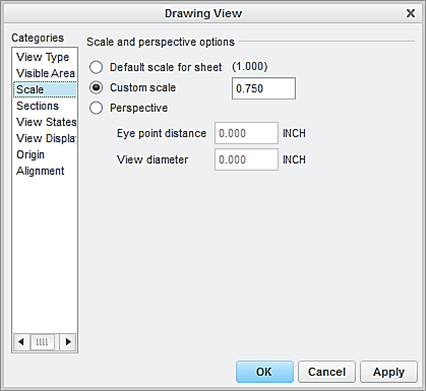 Drawing View
Categories
View Type
Visible Area
Scale
Sections
View States
View Displa
Origin
Alignment
Scale and perspective options
Default scale for sheet (1.000)
Custom scale 0.750
Perspective
Eye point distance 0.000 INCH
View diameter 0.000 INCH
OK Cancel Apply